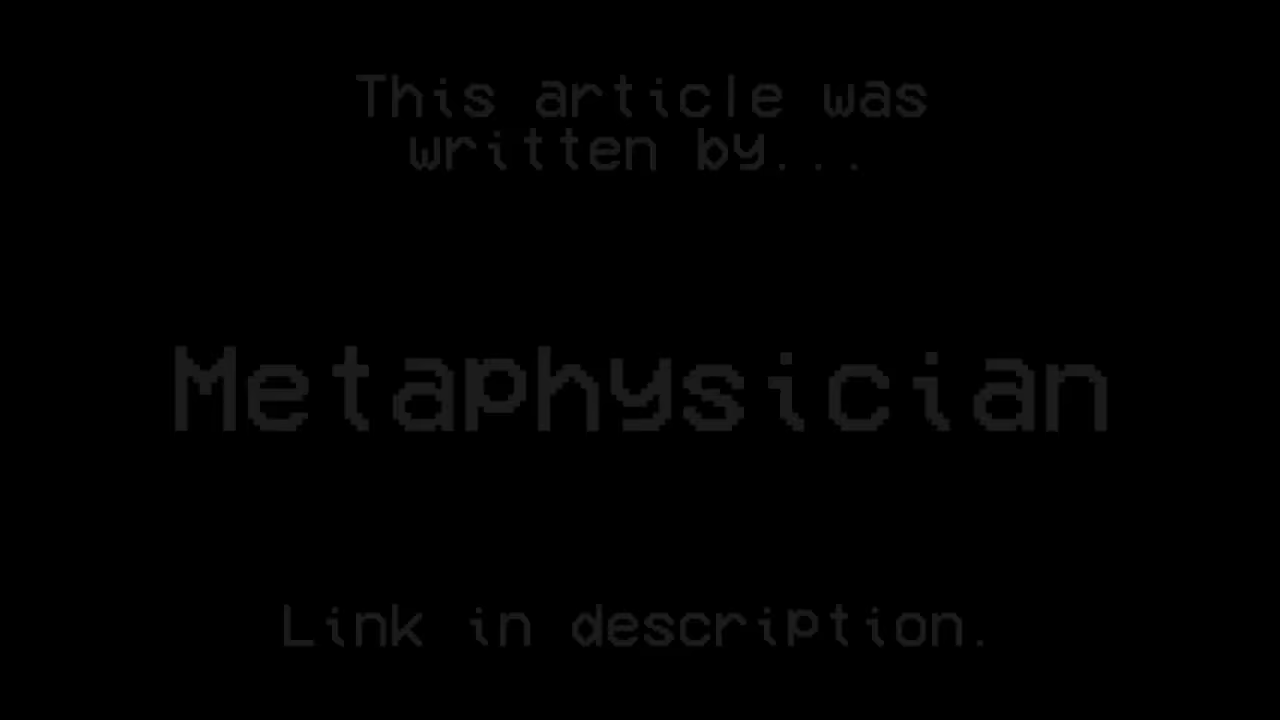 This article was
written by...
Metaphysician
Link in description.